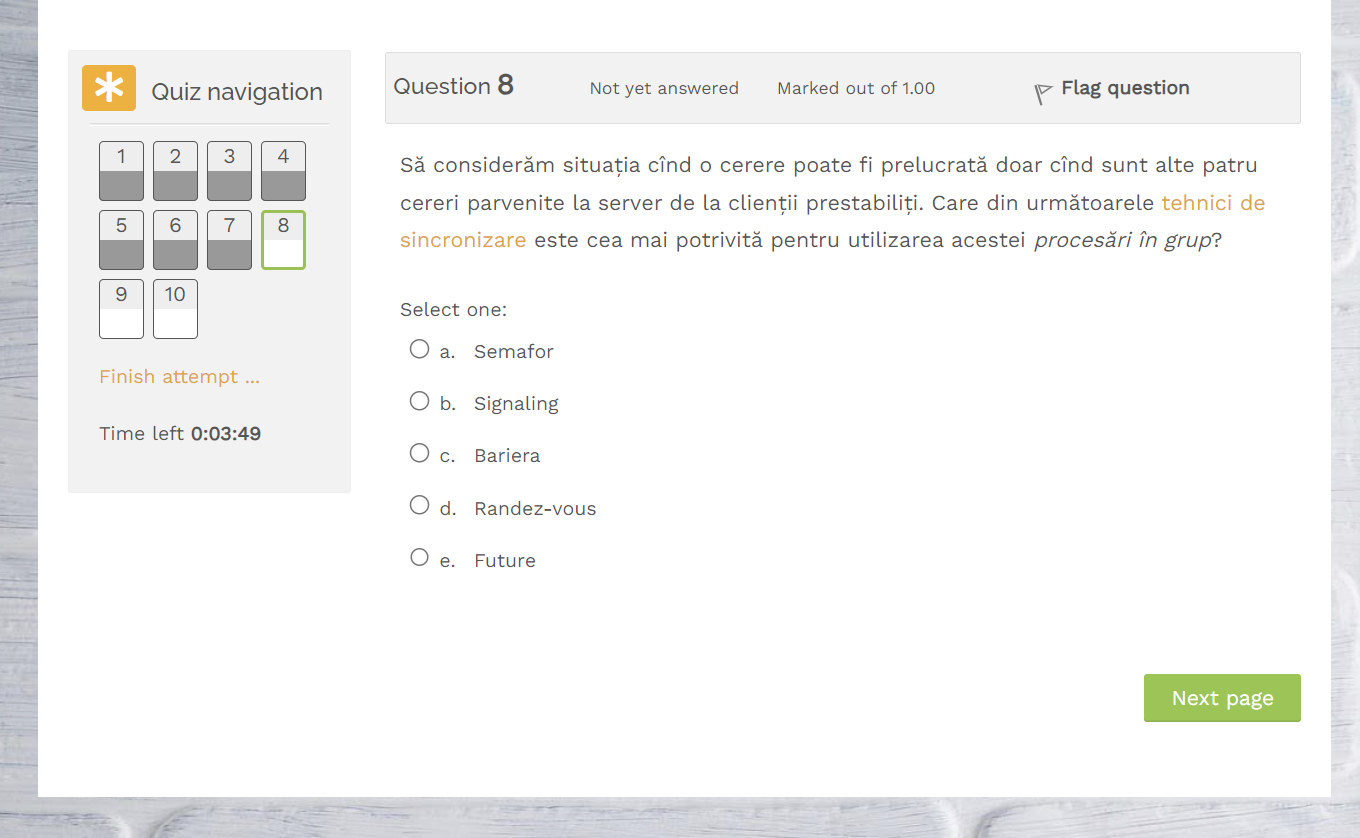 Quiz navigation
1 2 3 4
5 6 7 8
9 10
Finish attempt ...
Time left 0:03:49
Question 8 Not yet answered Marked out of 1.00 Flag question
Să considerăm situația cînd o cerere poate fi prelucrată doar cînd sunt alte patru
cereri parvenite la server de la clienții prestabiliți. Care din următoarele tehnici de
sincronizare este cea mai potrivită pentru utilizarea acestei procesări în grup?
Select one:
a. Semafor
b. Signaling
c. Bariera
d. Randez-vous
e. Future
Next page